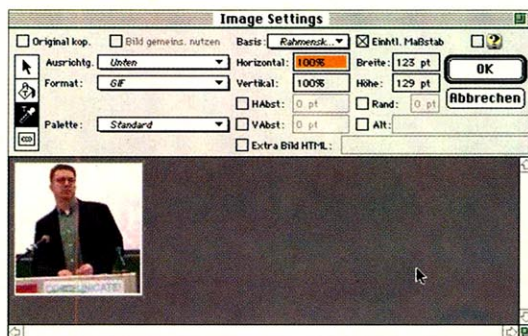 Image Settings
Original kop. Bild gemeins. nutzen Basis: Rahmensk... Einhtl. Maßstab
Ausrichtg. Unten Horizontal: 100% Breite: 123 pt OK
Format: GIF Vertikal: 100% Höhe: 129 pt Abbrechen
HAbst: 0 pt Rand: 0 pt
Palette: Standard VAbst: 0 pt Alt:
Extra Bild HTML:
COMMUNICATE!